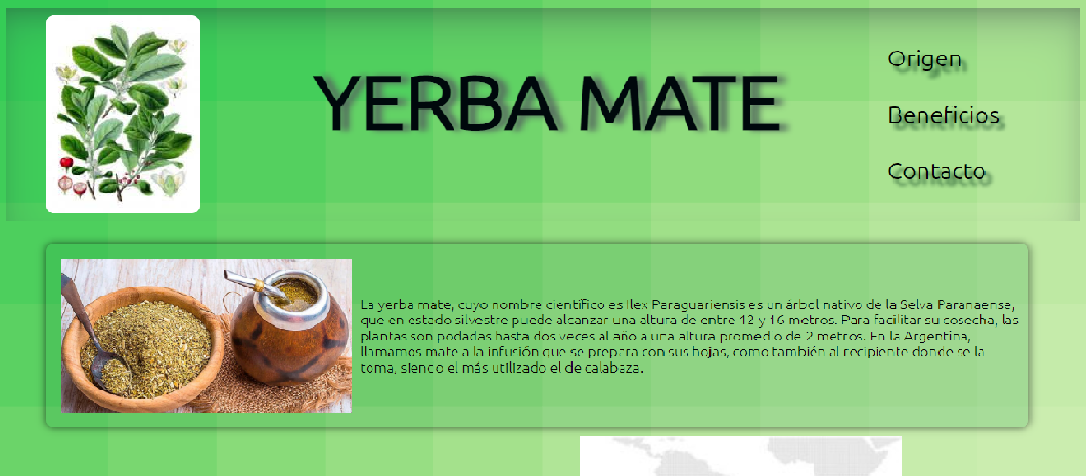 YERBA MATE
Origen
Beneficios
Contacto
La yerba mate, cuyo nombre científico es Ilex Paraguariensis es un árbol nativo de la Selva Paranaense,
que en estado silvestre puede alcanzar una altura de entre 12 y 16 metros. Para facilitar su cosecha, las
plantas son podadas hasta dos veces al año a una altura promedio de 2 metros. En la Argentina,
llamamos mate a la infusión que se prepara con sus hojas, como también al recipiente donde se la
toma, siendo el más utilizado el de calabaza.